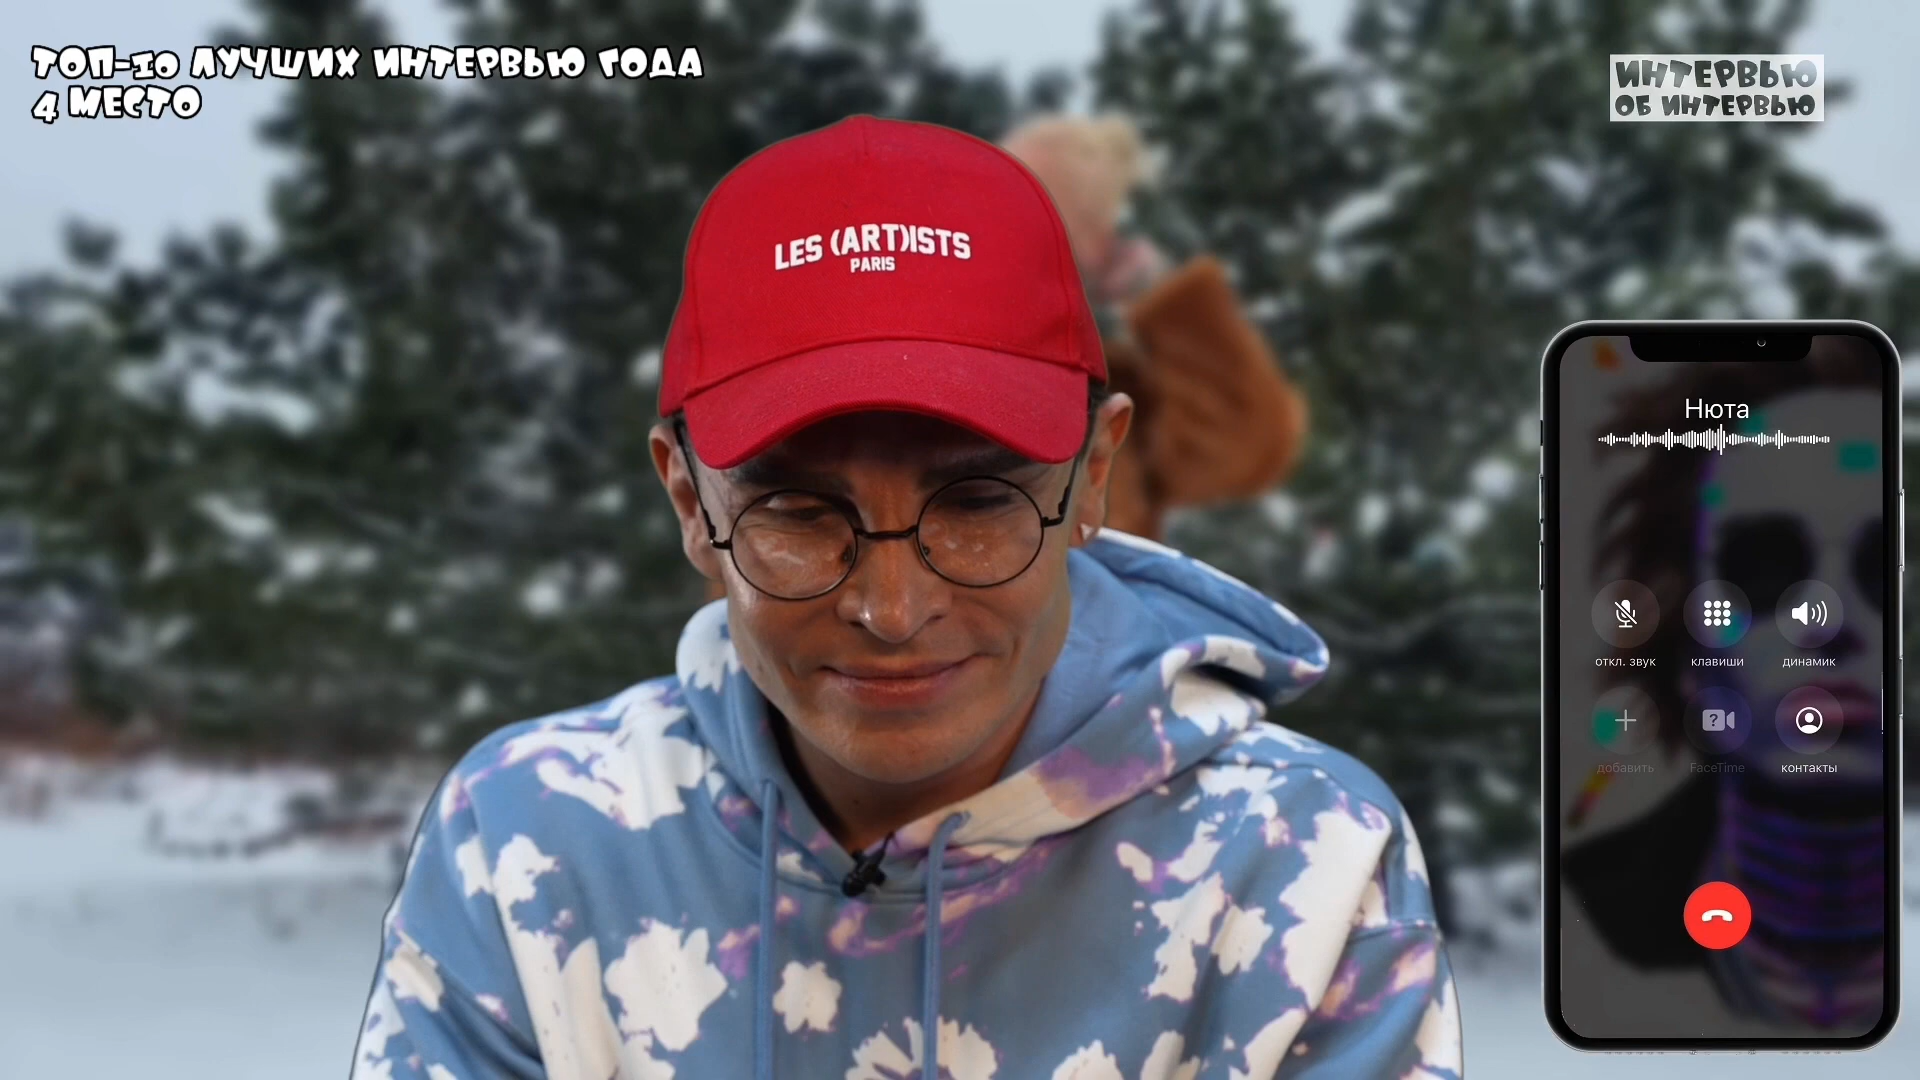 ТОП-10 ЛУЧШИХ ИНТЕРВЬЮ ГОДА
4 МЕСТО
ИНТЕРВЬЮ
ОБ ИНТЕРВЬЮ
LES (ART)ISTS
PARIS
Нюта
откл. звук
клавиши
динамик
добавить
FaceTime
контакты